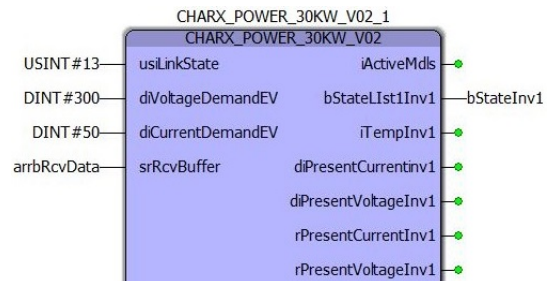 CHARX_POWER_30KW_V02_1
CHARX_POWER_30KW_V02
USINT#13 usiLinkState iActiveMdls
DINT#300 diVoltageDemandEV bStateLIst1Inv1 bStateInv1
DINT#50 diCurrentDemandEV iTempInv1
arrbRcvData srRcvBuffer diPresentCurrentinv1
diPresentVoltageInv1
rPresentCurrentInv1
rPresentVoltageInv1